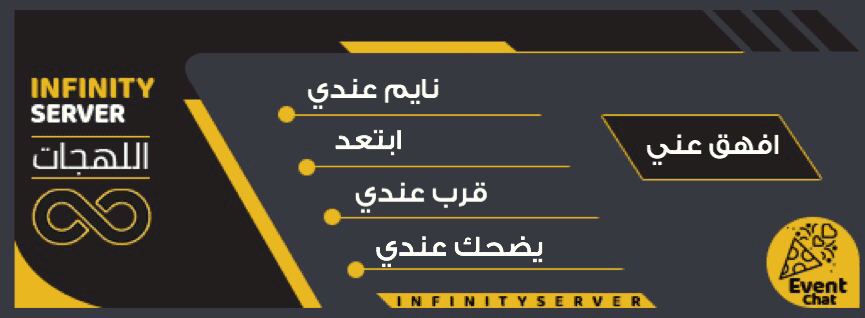 INFINITY
SERVER
اللهجات
افهق عني
نايم عندي
ابتعد
قرب عندي
يضحك عندي
INFINITYSERVER
Event
Chat